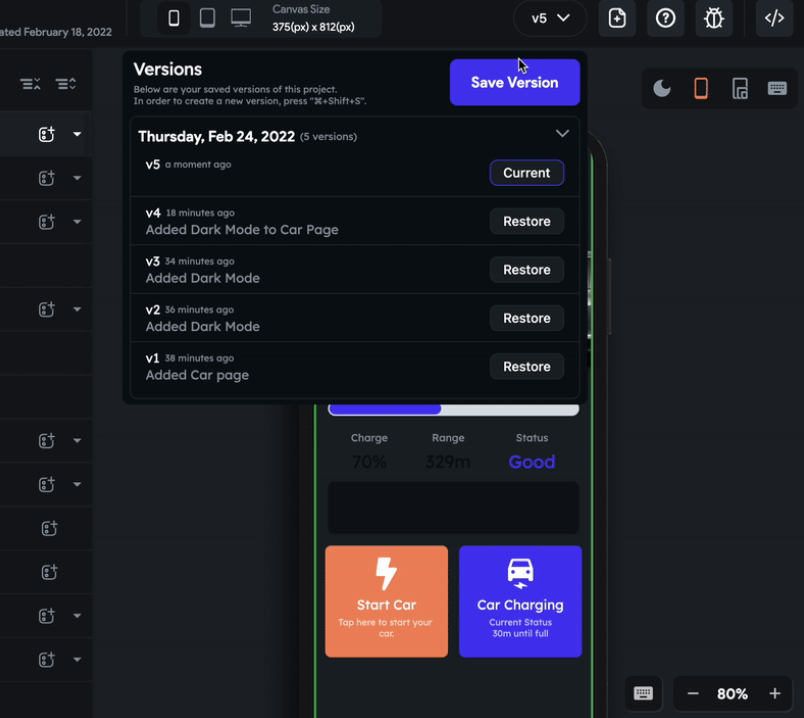 ated February 18, 2022
Canvas Size
375(px) x 812(px)
v5
</>
Versions
Below are your saved versions of this project.
In order to create a new version, press "⌘+Shift+S".
Save Version
Thursday, Feb 24, 2022 (5 versions)
v5 a moment ago
Current
v4 18 minutes ago
Added Dark Mode to Car Page
Restore
v3 34 minutes ago
Added Dark Mode
Restore
v2 36 minutes ago
Added Dark Mode
Restore
v1 38 minutes ago
Added Car page
Restore
Charge Range Status
70% 329m Good
Start Car
Tap here to start your
car.
Car Charging
Current Status
30m until full
80%